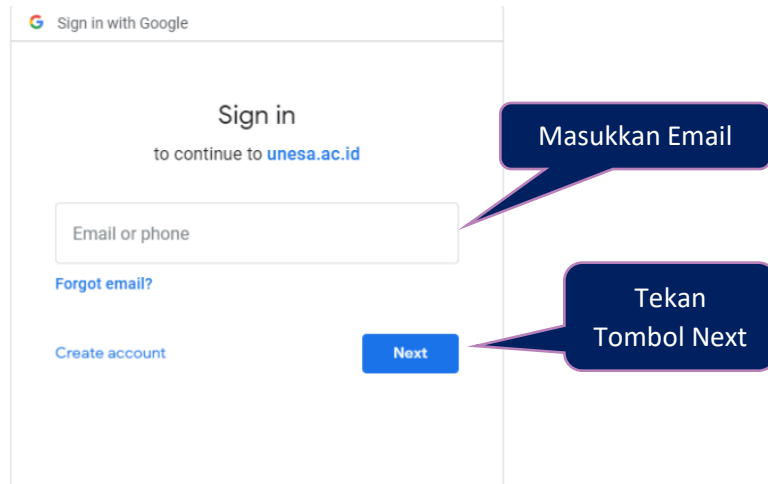 Sign in with Google
Sign in
to continue to unesa.ac.id
Masukkan Email
Email or phone
Forgot email?
Tekan
Tombol Next
Create account
Next